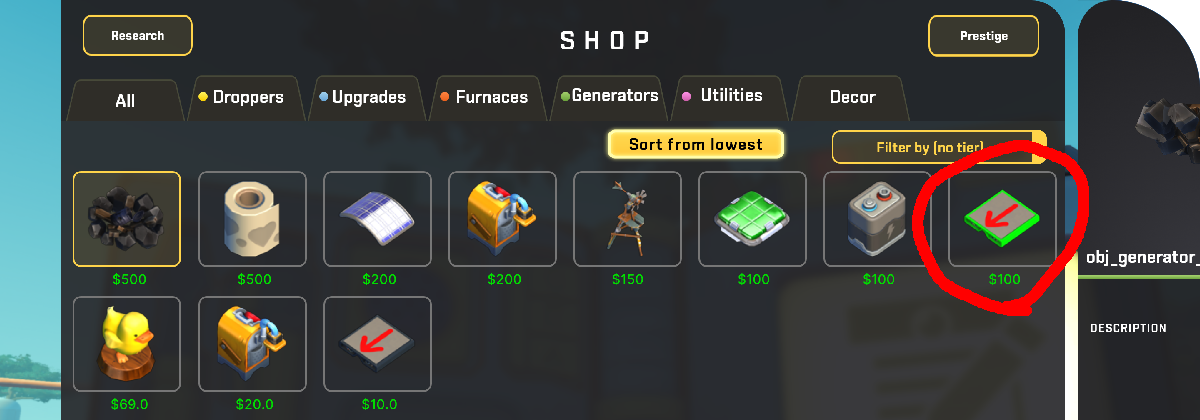 Research
SHOP
Prestige
All
Droppers
Upgrades
Furnaces
Generators
Utilities
Decor
Sort from lowest
Filter by (no tier)
$500
$500
$200
$200
$150
$100
$100
$100
obj_generator_
DESCRIPTION
$69.0
$20.0
$10.0